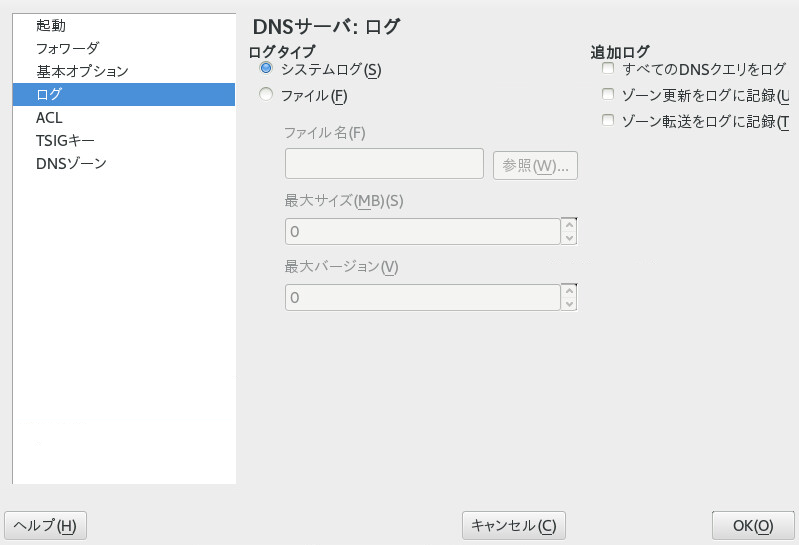 起動
フォワーダ
基本オプション
ログ
ACL
TSIGキー
DNSゾーン
DNSサーバ: ログ
ログタイプ
システムログ(S)
ファイル(F)
ファイル名(F)
参照(W)...
最大サイズ(MB)(S)
0
最大バージョン(V)
0
追加ログ
すべてのDNSクエリをログ
ゾーン更新をログに記録(U
ゾーン転送をログに記録(T
ヘルプ(H)
キャンセル(C)
OK(O)